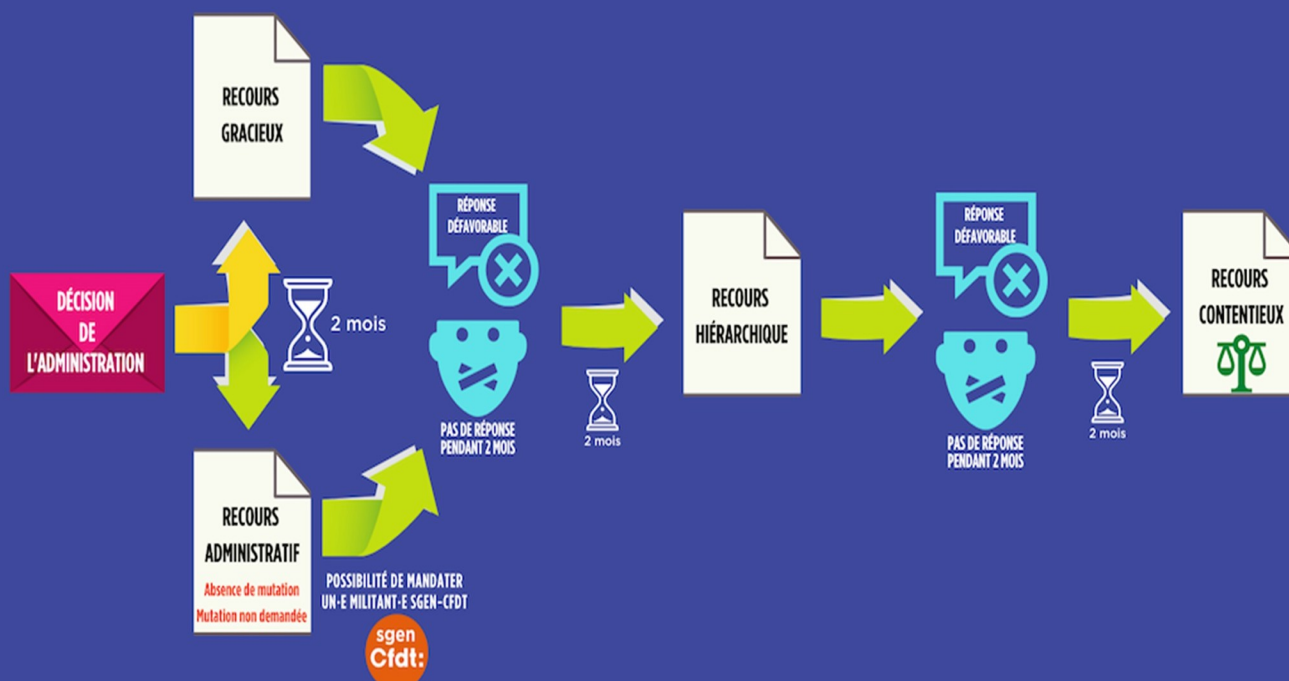 RECOURS
GRACIEUX
DÉCISION
DE
L'ADMINISTRATION
2 mois
RECOURS
ADMINISTRATIF
Absence de mutation
Mutation non demandée
POSSIBILITÉ DE MANDATER
UN·E MILITANT·E SGEN-CFDT
sgen
Cfdt:
RÉPONSE
DÉFAVORABLE
PAS DE RÉPONSE
PENDANT 2 MOIS
2 mois
RECOURS
HIÉRARCHIQUE
RÉPONSE
DÉFAVORABLE
PAS DE RÉPONSE
PENDANT 2 MOIS
2 mois
RECOURS
CONTENTIEUX